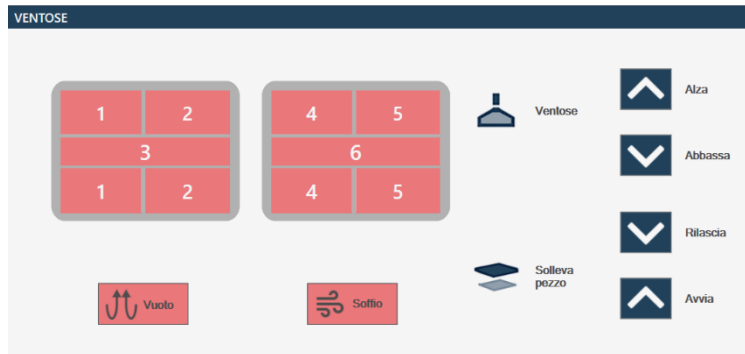 VENTOSE
1 2 4 5
3 6
1 2 4 5
Ventose
Alza
Abbassa
Solleva
pezzo
Rilascia
Avvia
Vuoto
Soffio